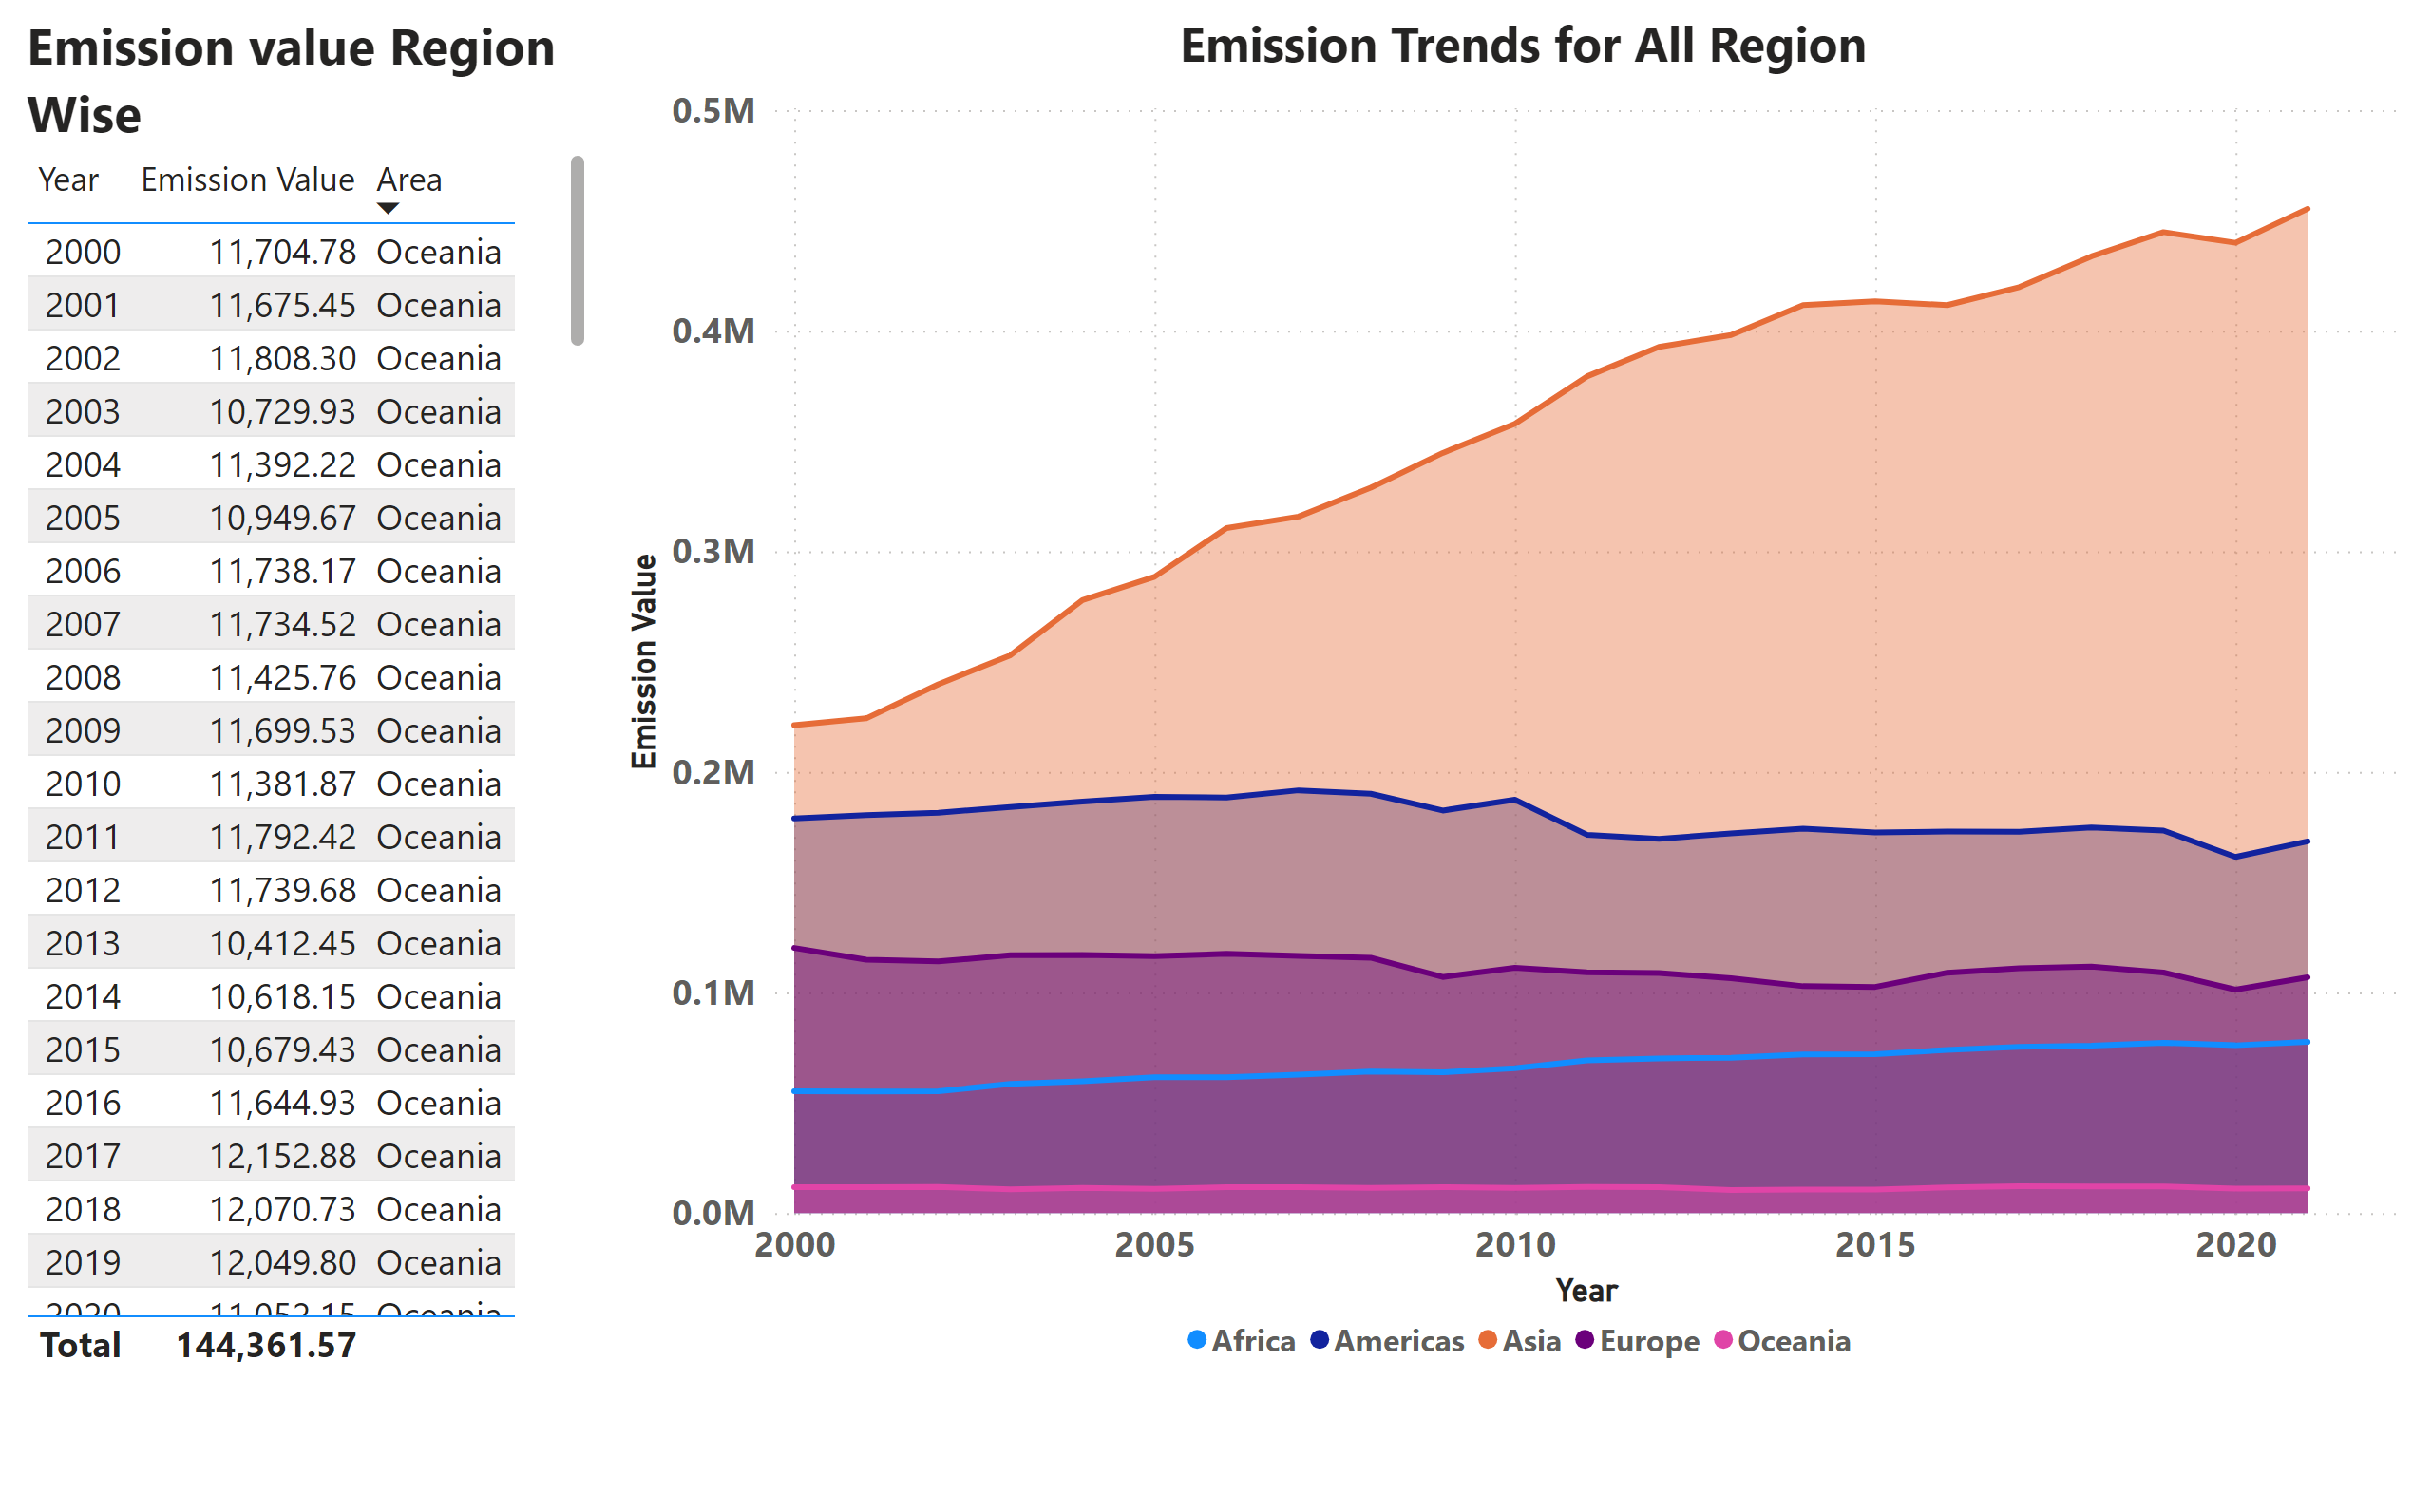 Emission value Region
Wise
Year Emission Value Area
2000 11,704.78 Oceania
2001 11,675.45 Oceania
2002 11,808.30 Oceania
2003 10,729.93 Oceania
2004 11,392.22 Oceania
2005 10,949.67 Oceania
2006 11,738.17 Oceania
2007 11,734.52 Oceania
2008 11,425.76 Oceania
2009 11,699.53 Oceania
2010 11,381.87 Oceania
2011 11,792.42 Oceania
2012 11,739.68 Oceania
2013 10,412.45 Oceania
2014 10,618.15 Oceania
2015 10,679.43 Oceania
2016 11,644.93 Oceania
2017 12,152.88 Oceania
2018 12,070.73 Oceania
2019 12,049.80 Oceania
2020 11,052.15 Oceania
Total 144,361.57
Emission Trends for All Region
0.5M
0.4M
0.3M
0.2M
0.1M
0.0M
Emission Value
2000 2005 2010 2015 2020
Year
Africa Americas Asia Europe Oceania